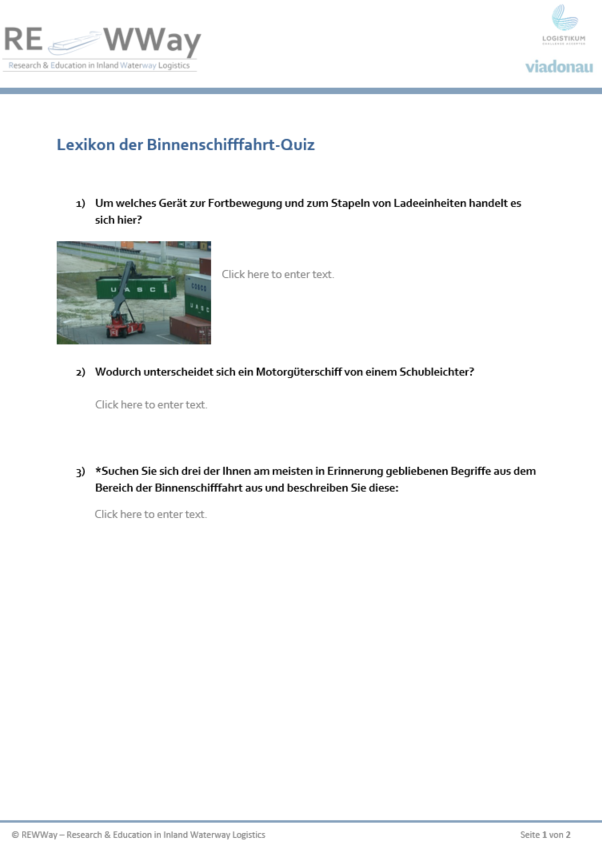 RE WWay
Research & Education in Inland Waterway Logistics
LOGISTIKUM
viadonau
Lexikon der Binnenschifffahrt-Quiz
1) Um welches Gerät zur Fortbewegung und zum Stapeln von Ladeeinheiten handelt es
sich hier?
UASC
COSCO
UASC
Click here to enter text.
2) Wodurch unterscheidet sich ein Motorgüterschiff von einem Schubleichter?
Click here to enter text.
3) *Suchen Sie sich drei der Ihnen am meisten in Erinnerung gebliebenen Begriffe aus dem
Bereich der Binnenschifffahrt aus und beschreiben Sie diese:
Click here to enter text.
© REWWay – Research & Education in Inland Waterway Logistics
Seite 1 von 2